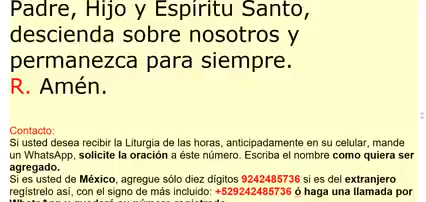 Padre, Hijo y Espíritu Santo,
descienda sobre nosotros y
permanezca para siempre.
R. Amén.
Contacto:
Si usted desea recibir la Liturgia de las horas, anticipadamente en su celular, mande
un WhatsApp, solicite la oración a éste número. Escriba el nombre como quiera ser
agregado.
Si es usted de México, agregue sólo diez dígitos 9242485736 si es del extranjero
regístrelo así, con el signo de más incluido: +529242485736 ó haga una llamada por